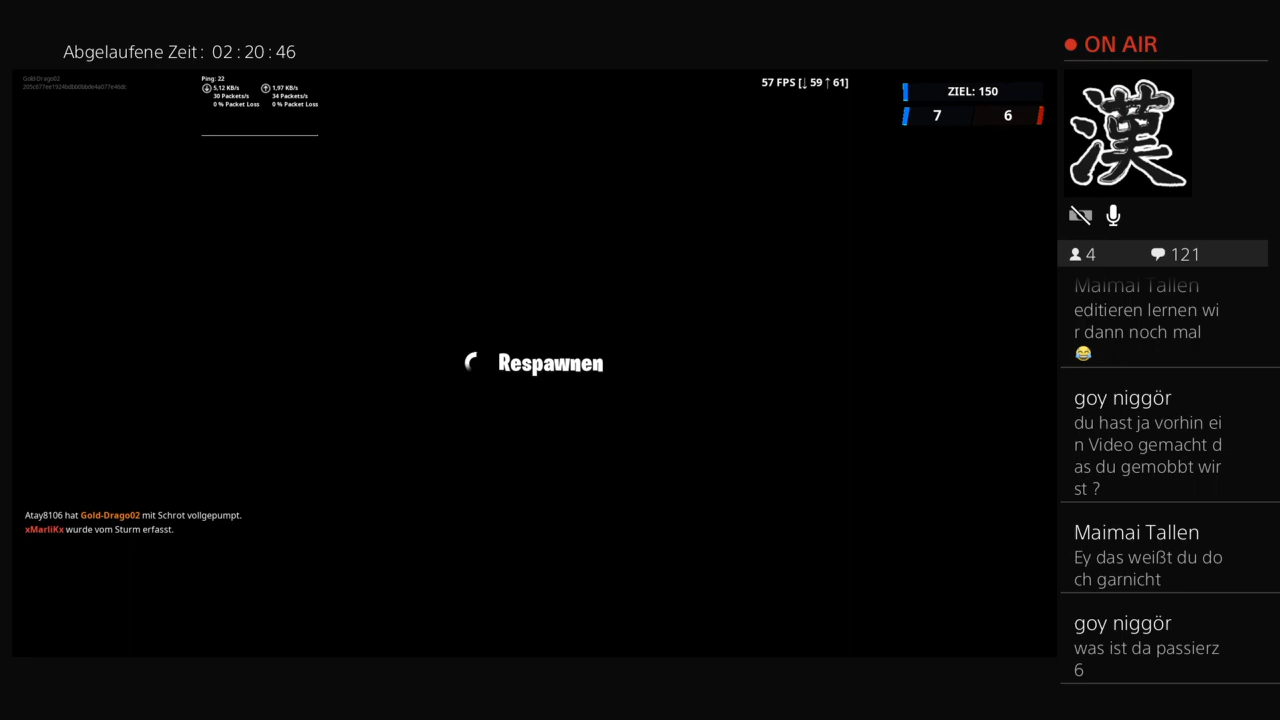 Abgelaufene Zeit: 02:20:46
ON AIR
Gold-Drago02
Ping: 22
5,12 KB/s 1,97 KB/s
30 Packets/s 34 Packets/s
0 % Packet Loss 0 % Packet Loss
57 FPS [↓ 59 ↑ 61]
ZIEL: 150
7 6
漢
4 121
Maimai Tallen
editieren lernen wi
r dann noch mal
😂
goy niggör
du hast ja vorhin ei
n Video gemacht d
as du gemobbt wir
st ?
Maimai Tallen
Ey das weißt du do
ch garnicht
goy niggör
was ist da passierz
6
Respawnen
Atay8106 hat Gold-Drago02 mit Schrot vollgepumpt.
xMarliKx wurde vom Sturm erfasst.